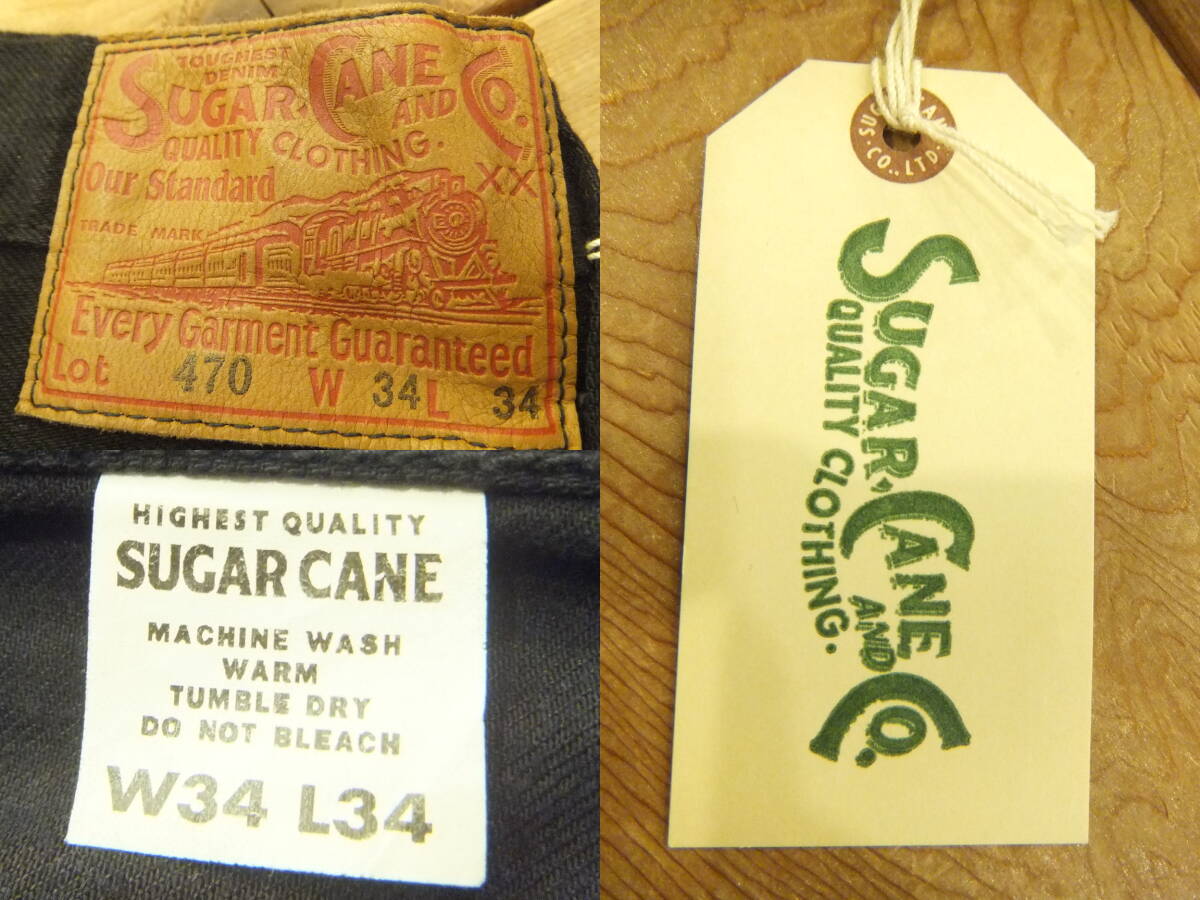 TOUGHEST
DENIM
SUGAR CANE
AND Co.
QUALITY CLOTHING.
Our Standard XX
TRADE MARK
Every Garment Guaranteed
Lot 470 W 34 L 34
HIGHEST QUALITY
SUGAR CANE
MACHINE WASH
WARM
TUMBLE DRY
DO NOT BLEACH
W34 L34
CO., LTD.
SUGAR CANE
AND Co.
QUALITY CLOTHING.